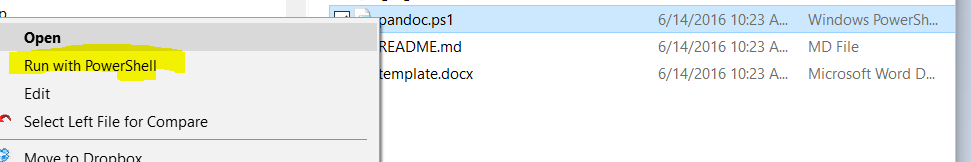 pandoc.ps1 6/14/2016 10:23 A... Windows PowerSh...
Open
README.md 6/14/2016 10:23 A... MD File
Run with PowerShell
template.docx 6/14/2016 10:23 A... Microsoft Word D...
Edit
Select Left File for Compare
Move to Dropbox